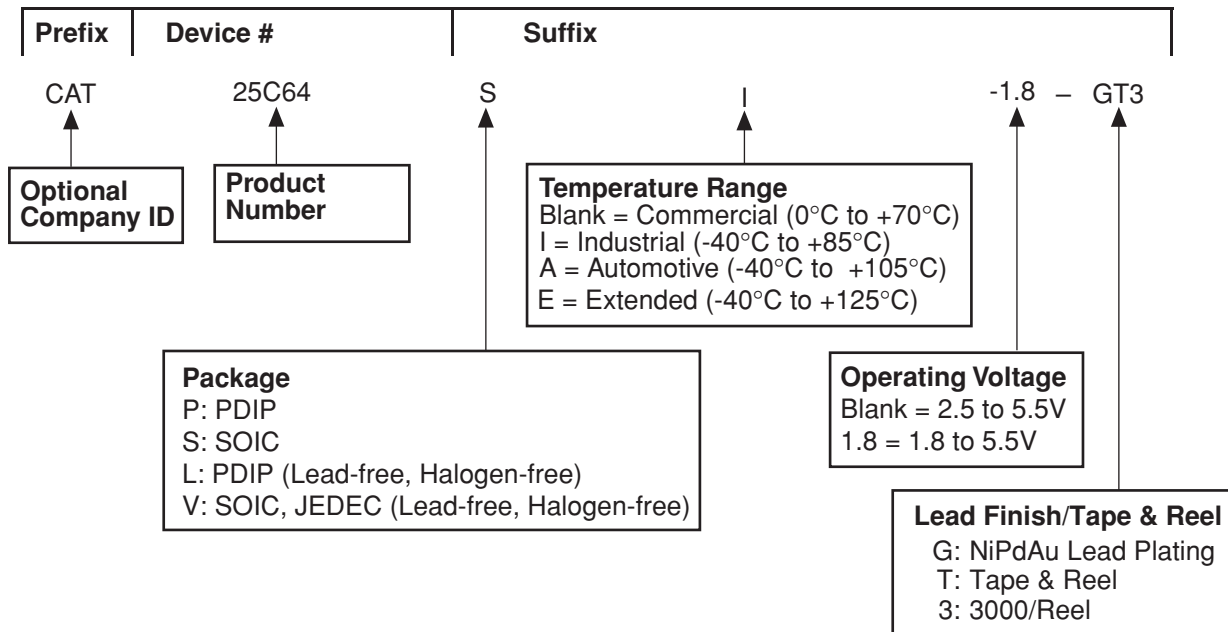 Prefix Device # Suffix
CAT 25C64 S I -1.8 – GT3
Optional
Company ID
Product
Number
Temperature Range
Blank = Commercial (0°C to +70°C)
I = Industrial (-40°C to +85°C)
A = Automotive (-40°C to +105°C)
E = Extended (-40°C to +125°C)
Package
P: PDIP
S: SOIC
L: PDIP (Lead-free, Halogen-free)
V: SOIC, JEDEC (Lead-free, Halogen-free)
Operating Voltage
Blank = 2.5 to 5.5V
1.8 = 1.8 to 5.5V
Lead Finish/Tape & Reel
G: NiPdAu Lead Plating
T: Tape & Reel
3: 3000/Reel